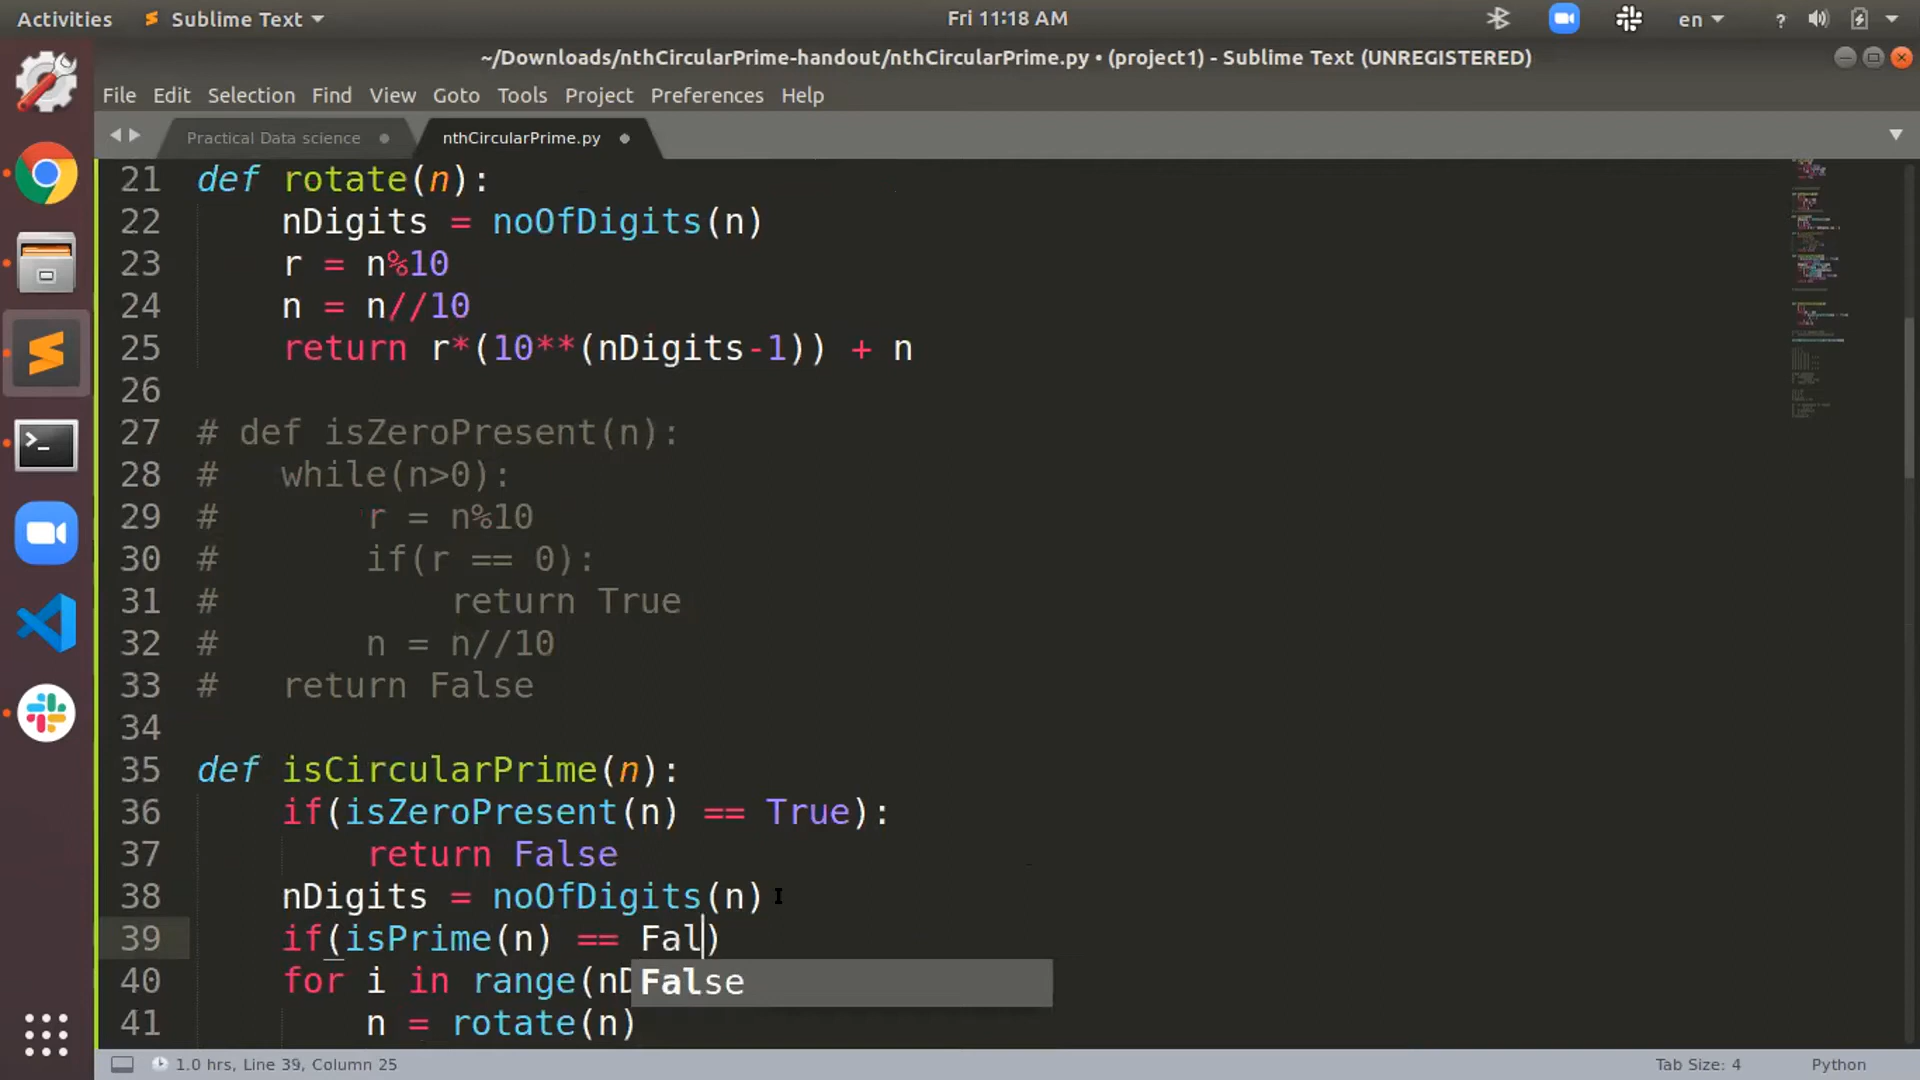 Activities
Sublime Text
Fri 11:18 AM
en
?
~/Downloads/nthCircularPrime-handout/nthCircularPrime.py • (project1) - Sublime Text (UNREGISTERED)
File Edit Selection Find View Goto Tools Project Preferences Help
Practical Data science
nthCircularPrime.py
21 def rotate(n):
22     nDigits = noOfDigits(n)
23     r = n%10
24     n = n//10
25     return r*(10**(nDigits-1)) + n
26
27 # def isZeroPresent(n):
28 #   while(n>0):
29 #       r = n%10
30 #       if(r == 0):
31 #           return True
32 #       n = n//10
33 #   return False
34
35 def isCircularPrime(n):
36     if(isZeroPresent(n) == True):
37         return False
38     nDigits = noOfDigits(n)
39     if(isPrime(n) == Fal)
40     for i in range(nD
False
41         n = rotate(n)
1.0 hrs, Line 39, Column 25
Tab Size: 4
Python